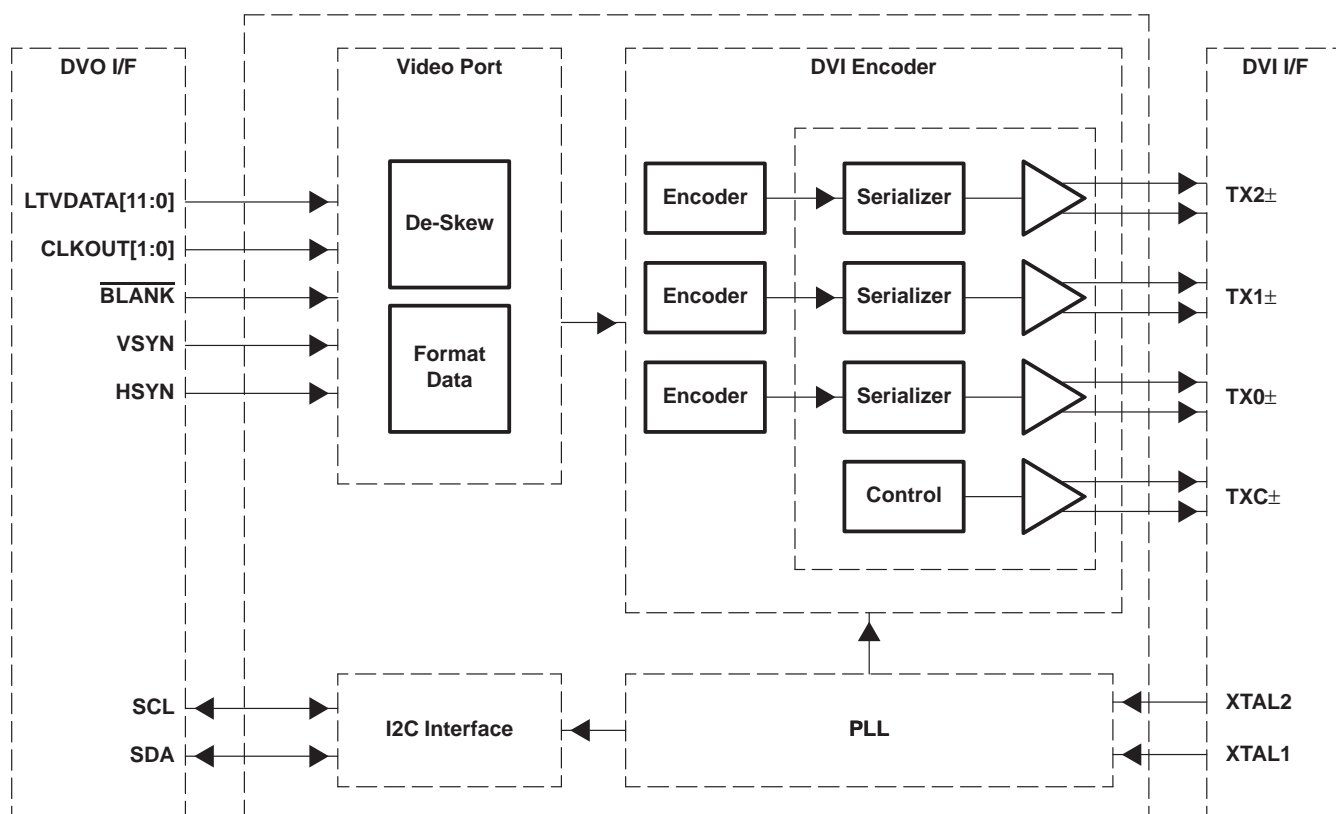 DVO I/F
Video Port
DVI Encoder
DVI I/F
LTVDATA[11:0]
CLKOUT[1:0]
BLANK
VSYN
HSYN
De-Skew
Format
Data
Encoder
Serializer
TX2±
Encoder
Serializer
TX1±
Encoder
Serializer
TX0±
Control
TXC±
SCL
SDA
I2C Interface
PLL
XTAL2
XTAL1